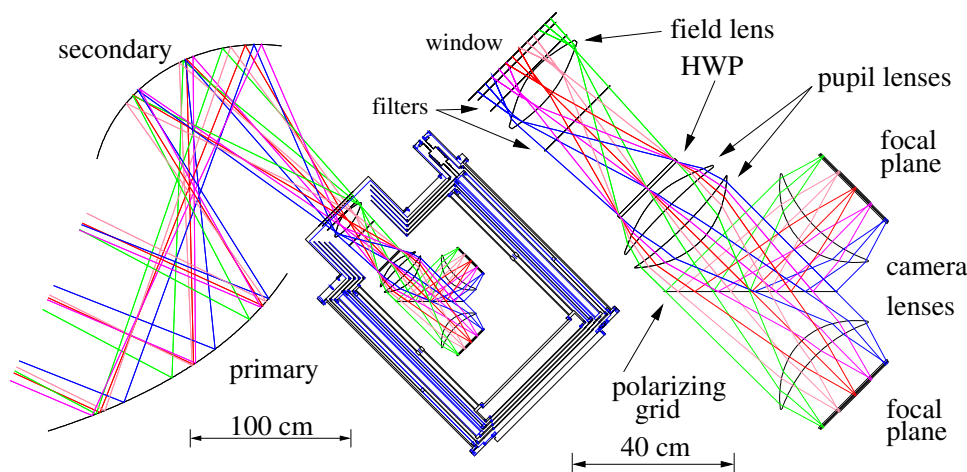 secondary
window
field lens
HWP
pupil lenses
filters
focal
plane
camera
lenses
primary
polarizing
grid
focal
plane
100 cm
40 cm